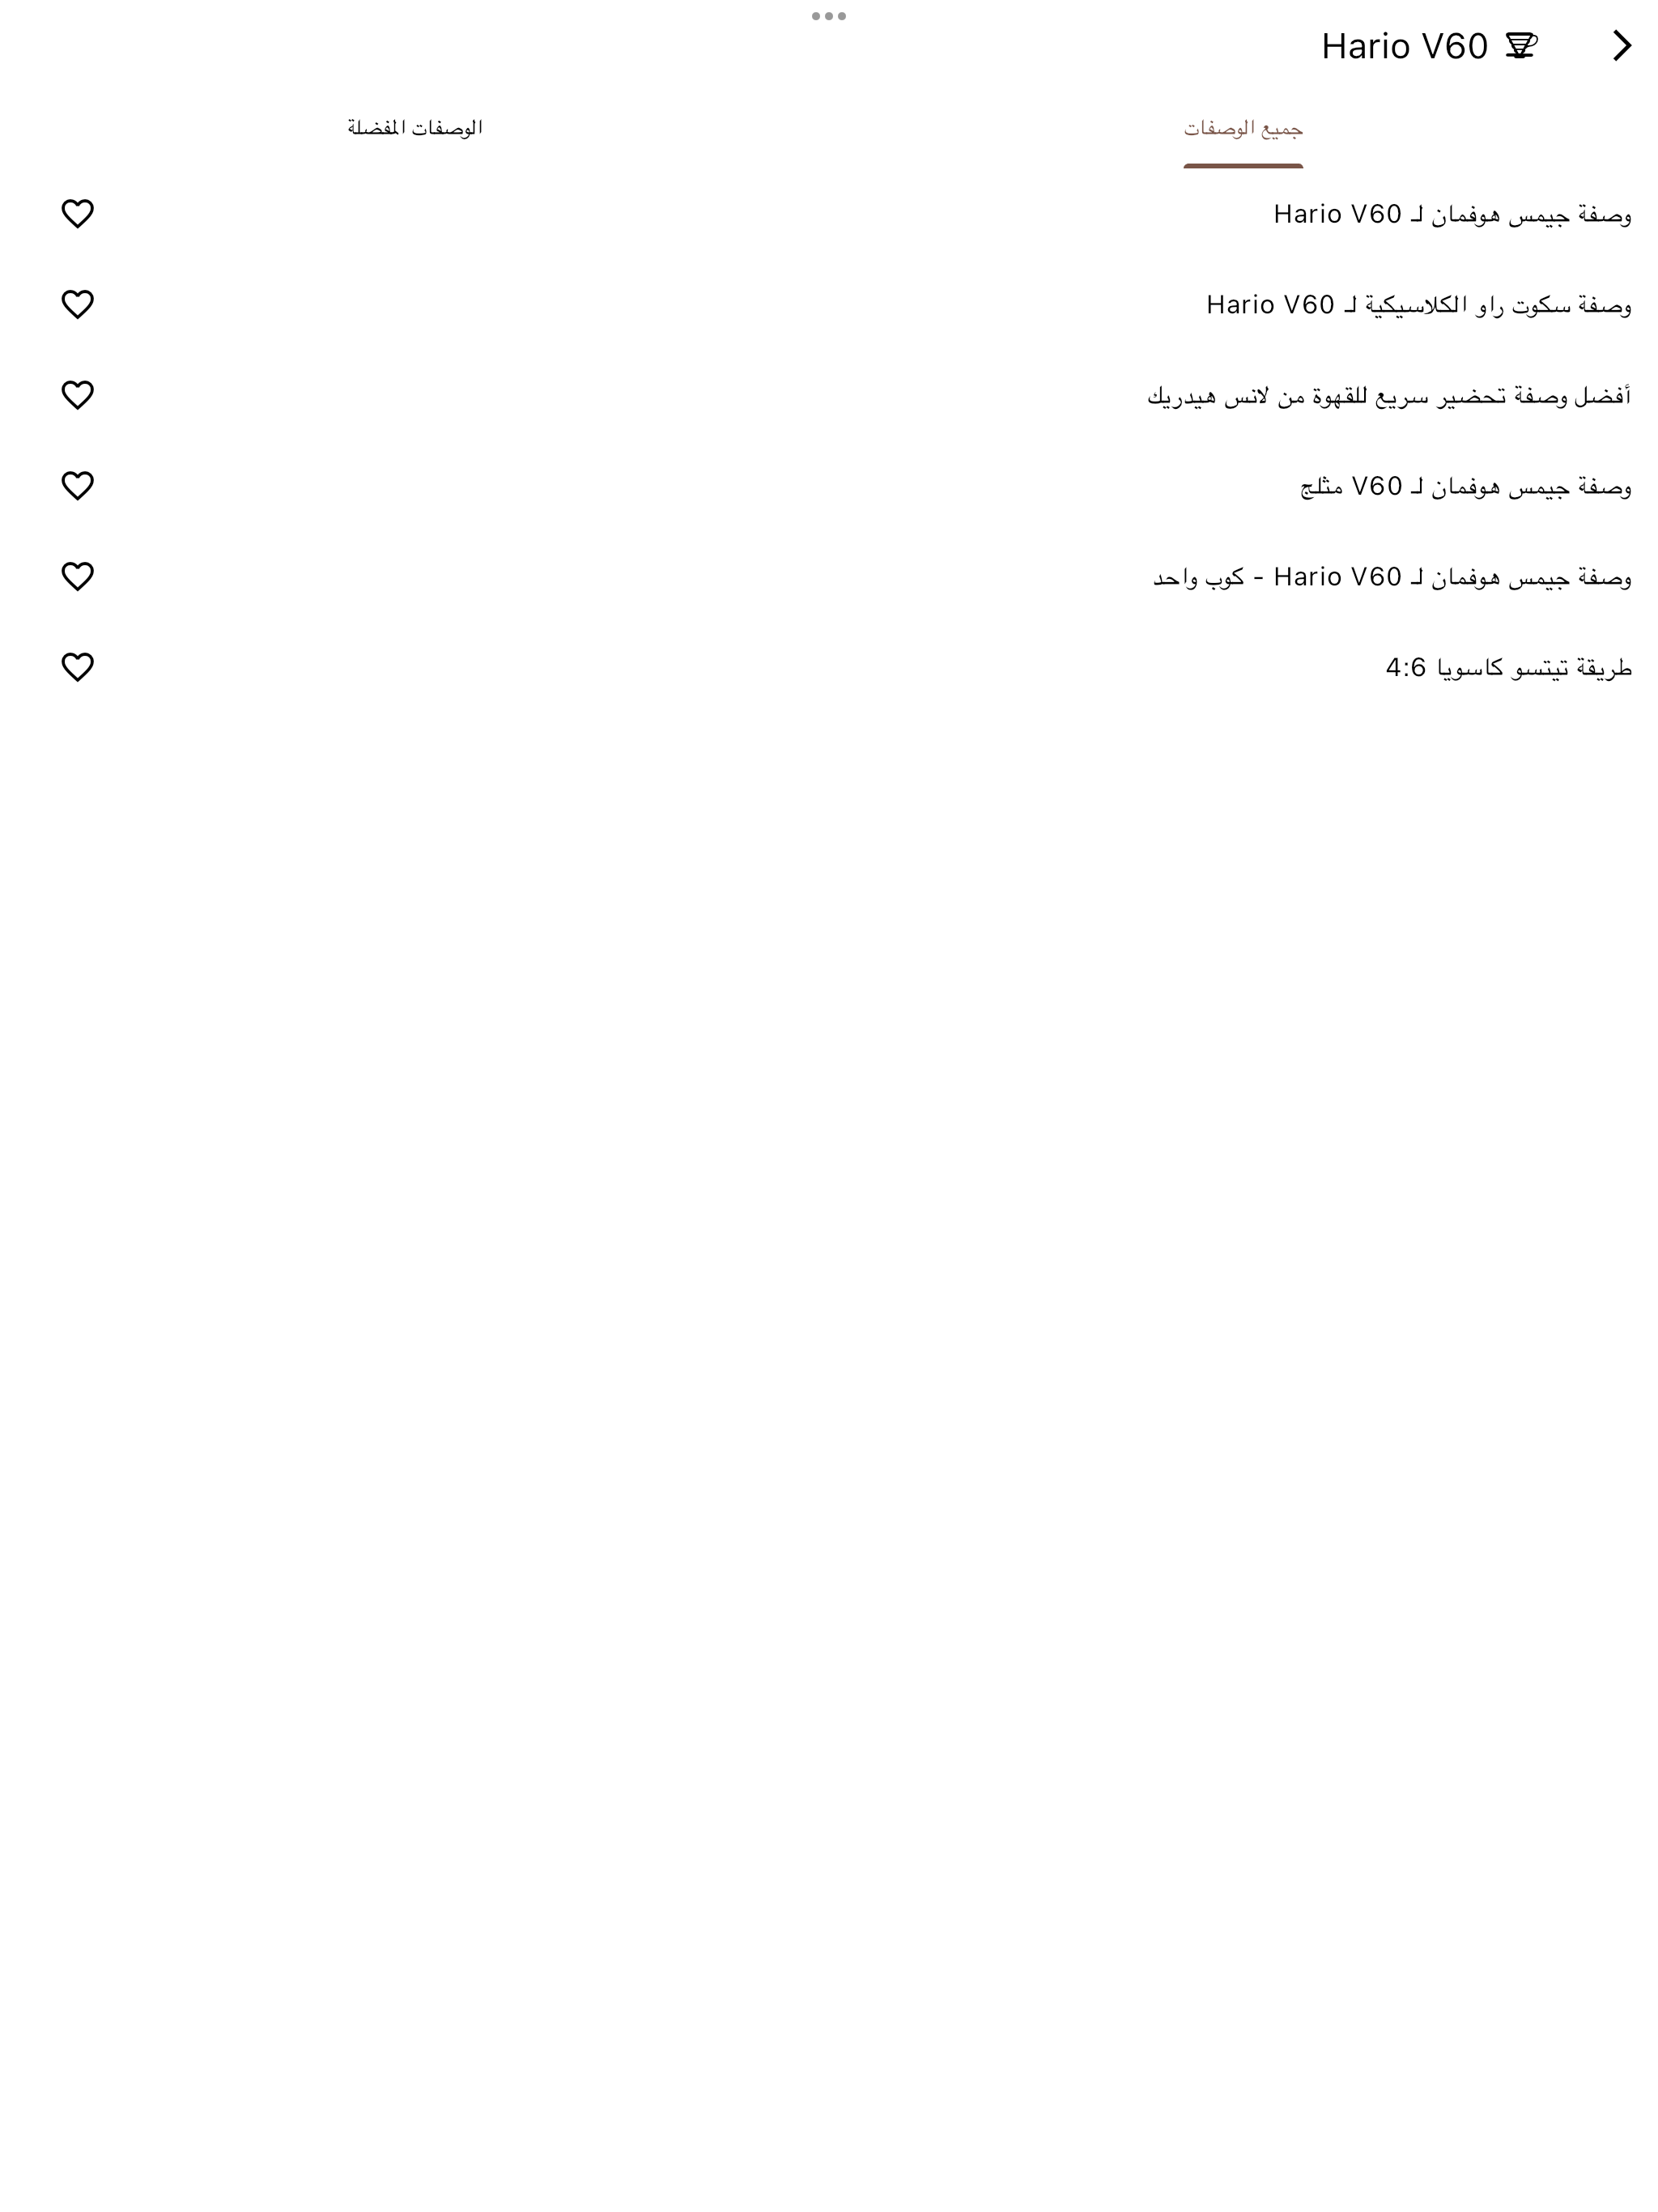 Hario V60
جميع الوصفات
الوصفات المفضلة
وصفة جيمس هوفمان لـ Hario V60
وصفة سكوت راو الكلاسيكية لـ Hario V60
أفضل وصفة تحضير سريع للقهوة من لانس هيدريك
وصفة جيمس هوفمان لـ V60 مثلج
وصفة جيمس هوفمان لـ Hario V60 - كوب واحد
طريقة تيتسو كاسويا 4:6